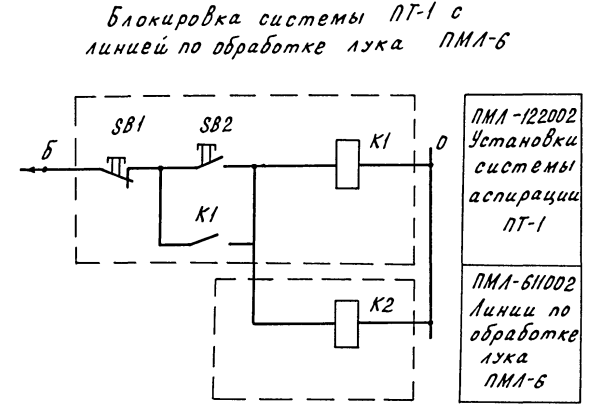 Блокировка системы ПТ-1 с
линией по обработке лука ПМЛ-6
Б
SB1
SB2
K1
О
K1
K2
ПМЛ-122002
Установки
системы
аспирации
ПТ-1
ПМЛ-611002
Линии по
обработке
лука
ПМЛ-6